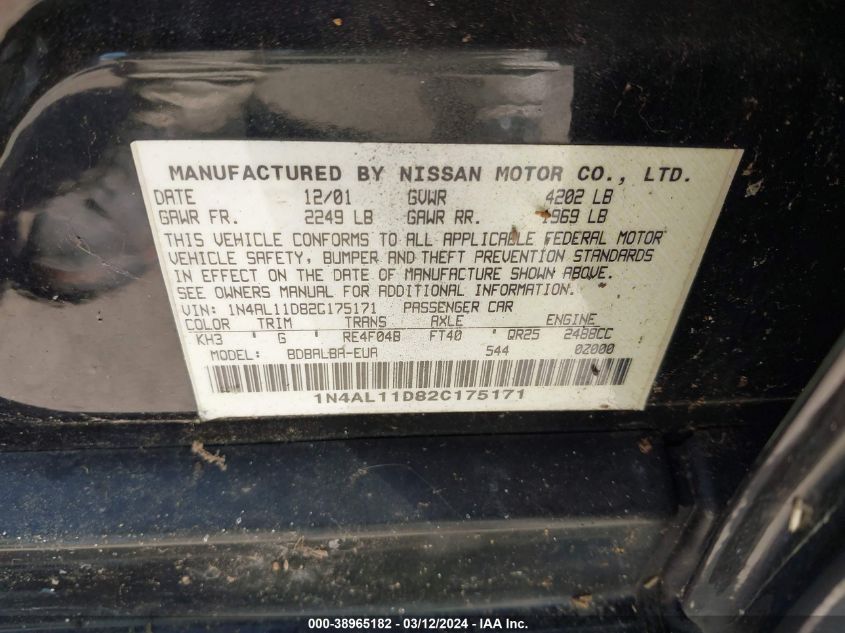 MANUFACTURED BY NISSAN MOTOR CO., LTD.
DATE 12/01 GVWR 4202 LB
GAWR FR. 2249 LB GAWR RR. 1969 LB
THIS VEHICLE CONFORMS TO ALL APPLICABLE FEDERAL MOTOR
VEHICLE SAFETY, BUMPER AND THEFT PREVENTION STANDARDS
IN EFFECT ON THE DATE OF MANUFACTURE SHOWN ABOVE.
SEE OWNERS MANUAL FOR ADDITIONAL INFORMATION.
VIN: 1N4AL11D82C175171 PASSENGER CAR
COLOR TRIM TRANS AXLE ENGINE
KH3 ' G ' RE4F04B FT40 ' QR25 2488CC
MODEL: BDBALBA-EUA 544 0Z000
1N4AL11D82C175171
000-38965182 - 03/12/2024 - IAA Inc.